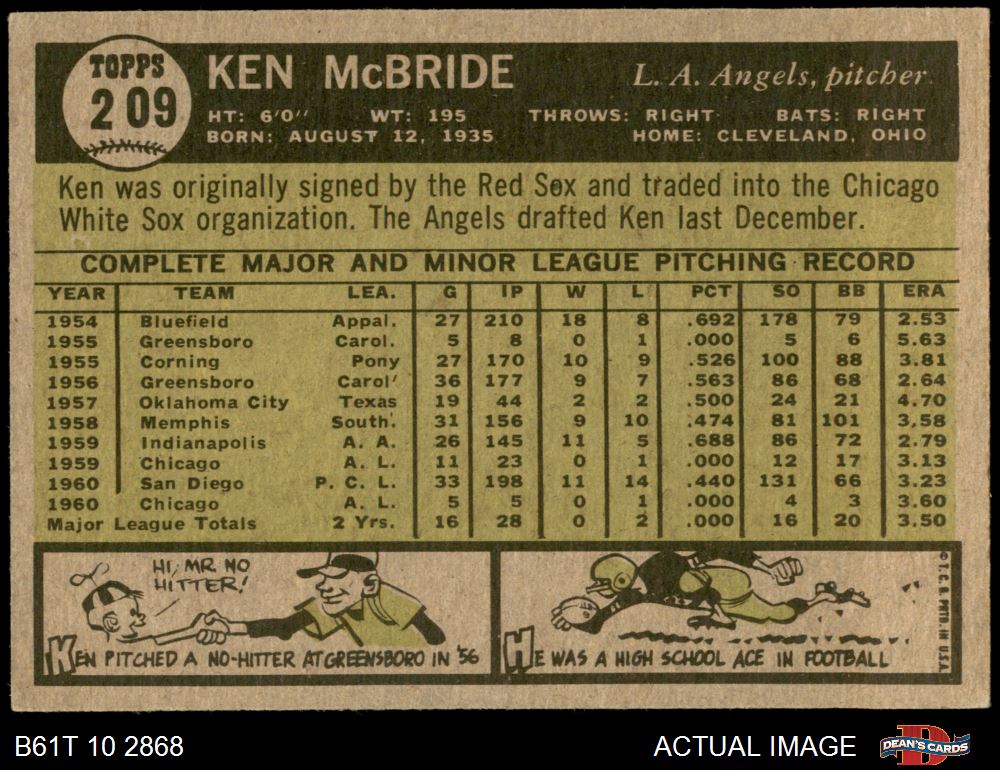 TOPPS
209
KEN McBRIDE
L. A. Angels, pitcher
HT: 6'0" WT: 195 THROWS: RIGHT BATS: RIGHT
BORN: AUGUST 12, 1935 HOME: CLEVELAND, OHIO
Ken was originally signed by the Red Sox and traded into the Chicago
White Sox organization. The Angels drafted Ken last December.
COMPLETE MAJOR AND MINOR LEAGUE PITCHING RECORD
YEAR TEAM LEA. G IP W L PCT SO BB ERA
1954 Bluefield Appal. 27 210 18 8 .692 178 79 2.53
1955 Greensboro Carol. 5 8 0 1 .000 5 6 5.63
1955 Corning Pony 27 170 10 9 .526 100 88 3.81
1956 Greensboro Carol' 36 177 9 7 .563 86 68 2.64
1957 Oklahoma City Texas 19 44 2 2 .500 24 21 4.70
1958 Memphis South. 31 156 9 10 .474 81 101 3.58
1959 Indianapolis A. A. 26 145 11 5 .688 86 72 2.79
1959 Chicago A. L. 11 23 0 1 .000 12 17 3.13
1960 San Diego P. C. L. 33 198 11 14 .440 131 66 3.23
1960 Chicago A.L. 5 5 0 1 .000 4 3 3.60
Major League Totals 2 Yrs. 16 28 0 2 .000 16 20 3.50
HI, MR. NO
HITTER!
KEN PITCHED A NO-HITTER AT GREENSBORO IN '56
HE WAS A HIGH SCHOOL ACE IN FOOTBALL
© T. C. G. PRTD. IN U.S.A.
B61T 10 2868
ACTUAL IMAGE
DEAN'S CARDS